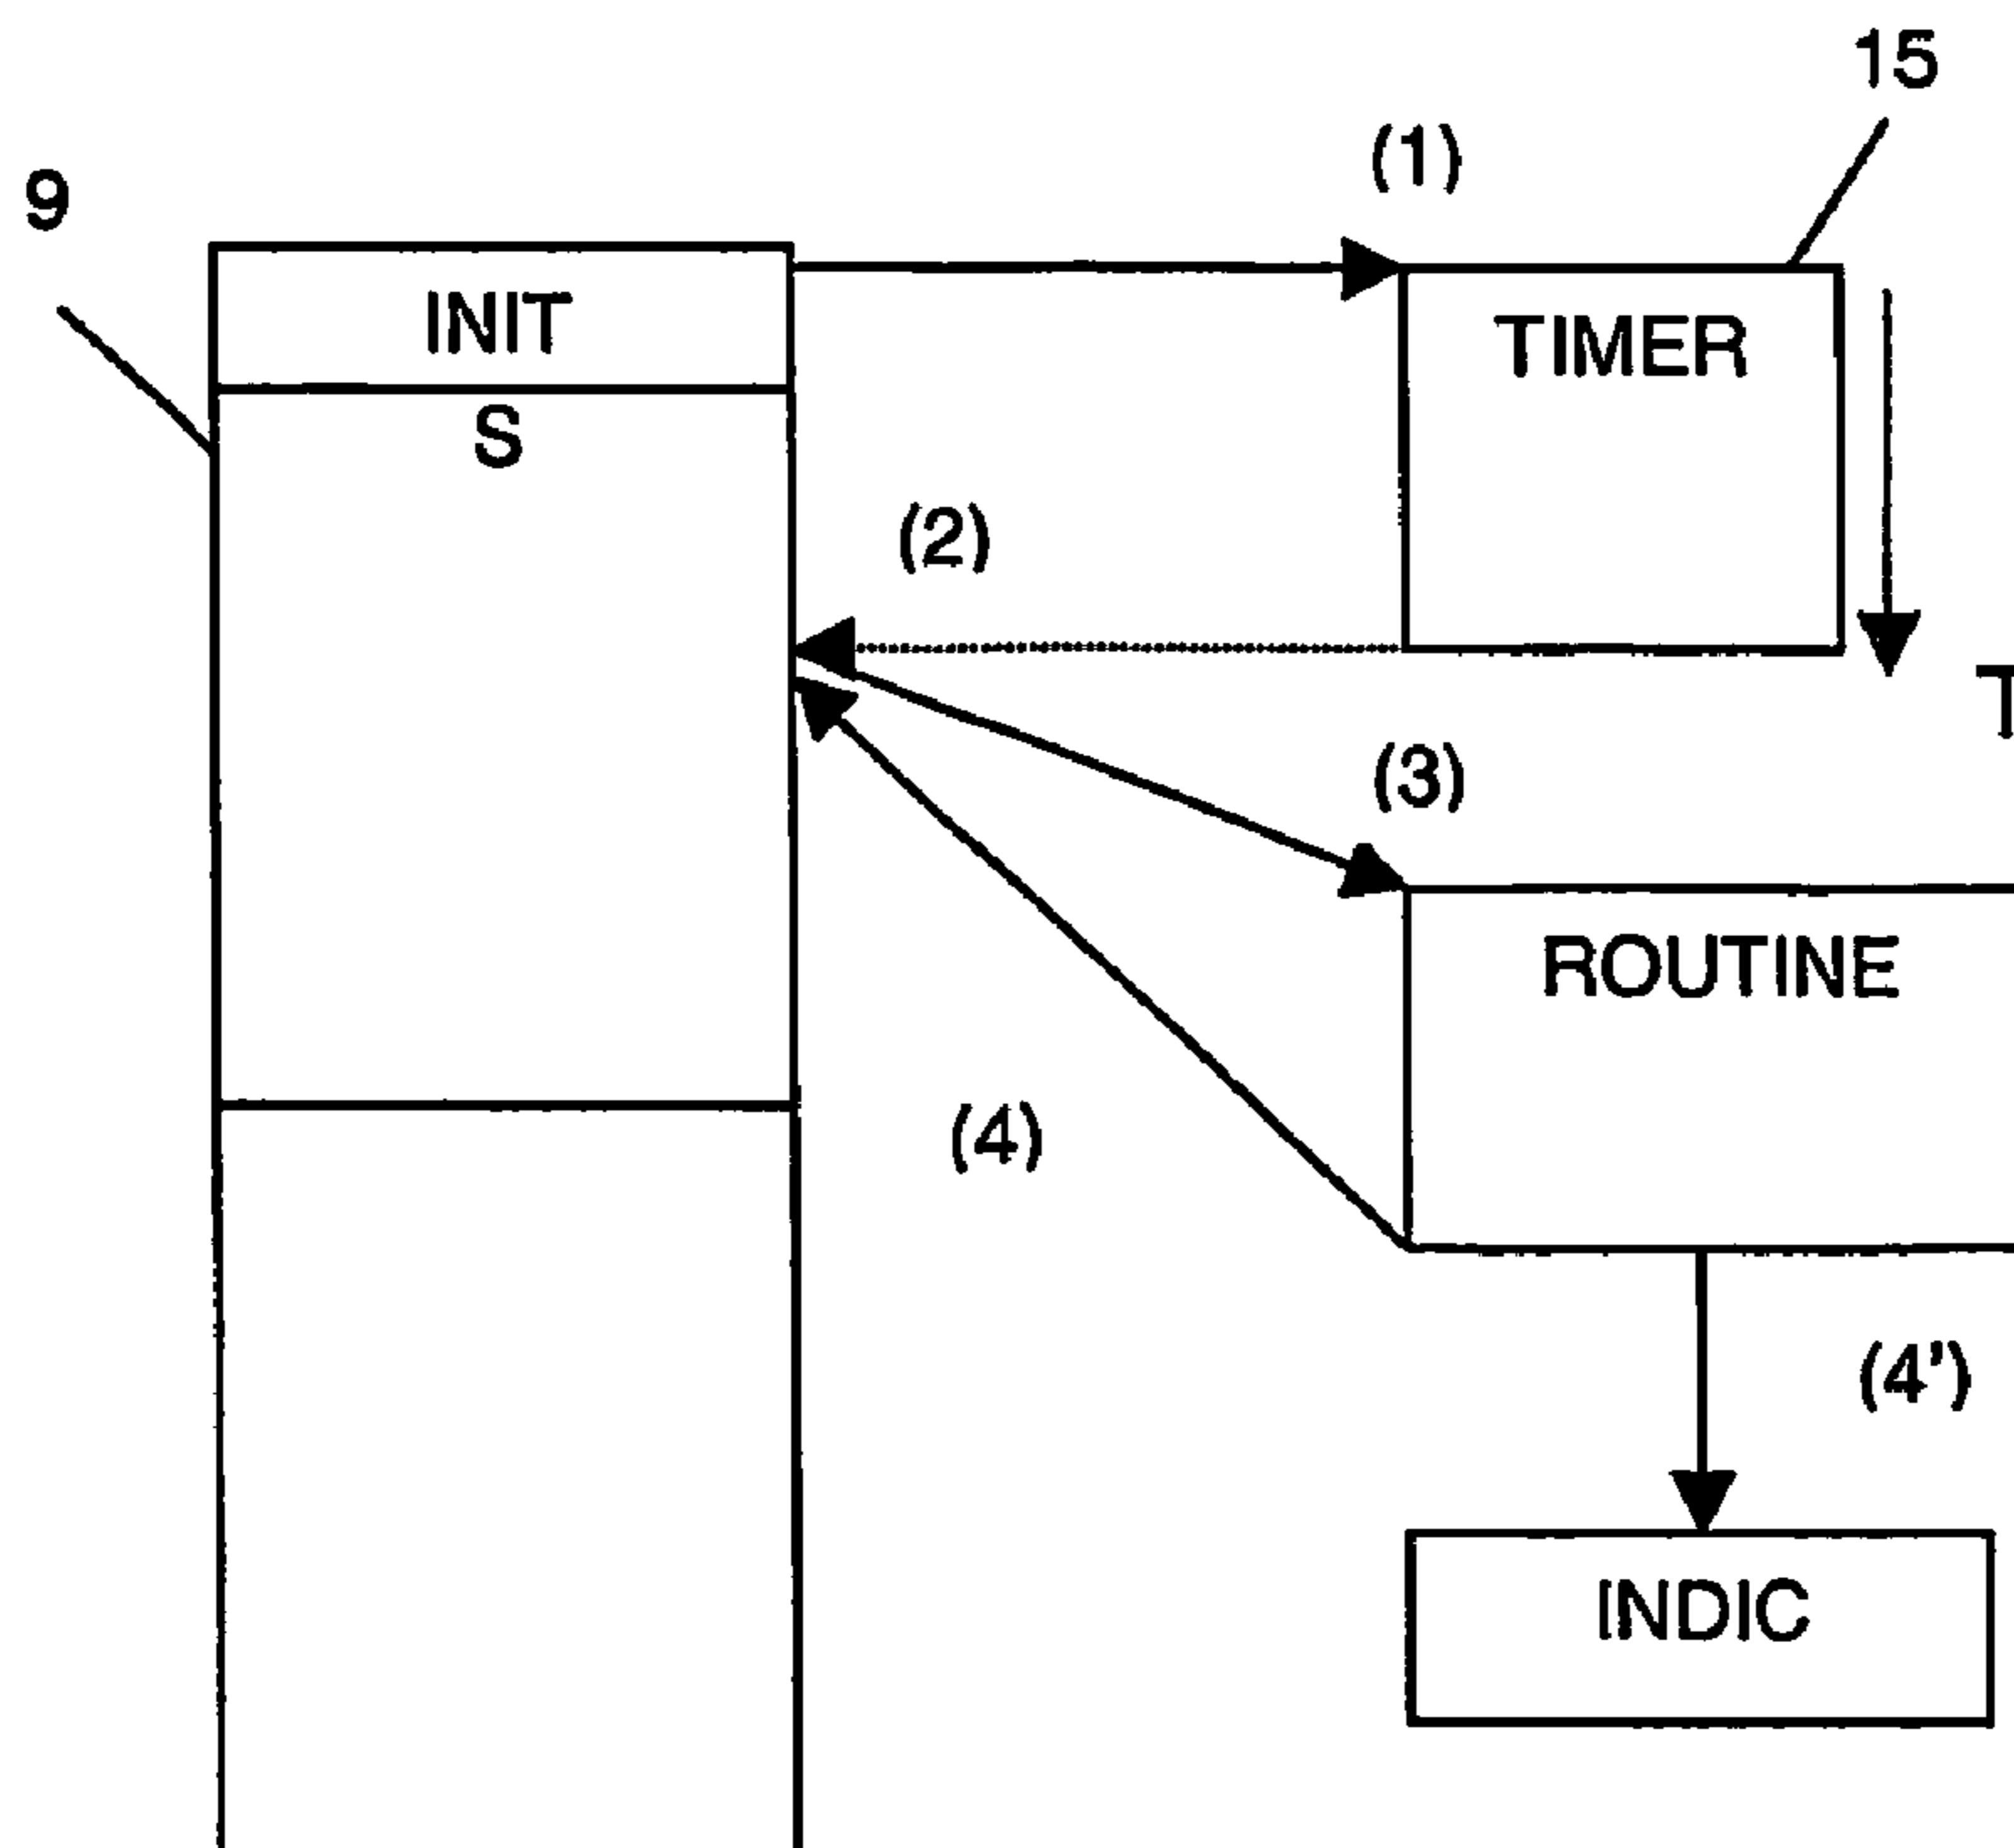 15
(1)
9
INIT
TIMER
S
(2)
T
(3)
ROUTINE
(4)
(4')
INDIC